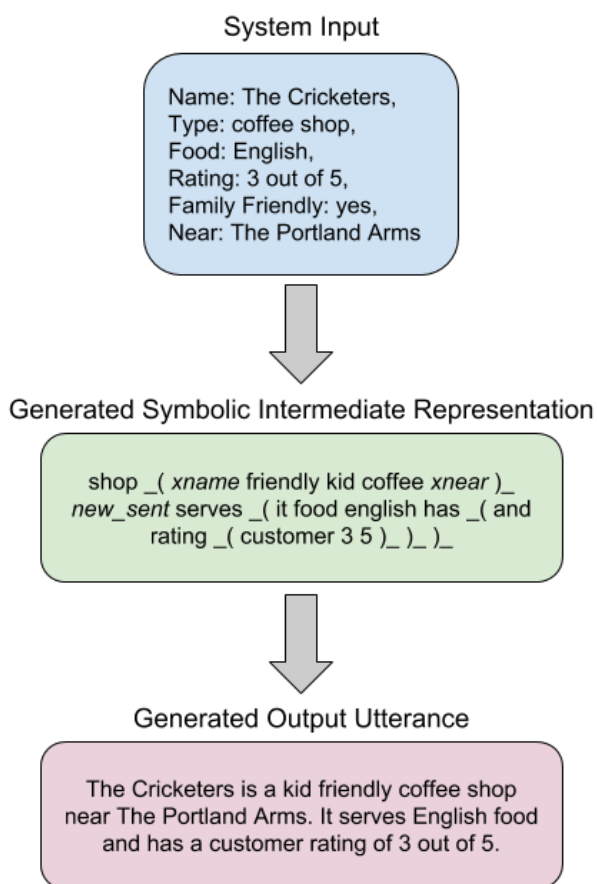 System Input
Name: The Cricketers,
Type: coffee shop,
Food: English,
Rating: 3 out of 5,
Family Friendly: yes,
Near: The Portland Arms
Generated Symbolic Intermediate Representation
shop _( xname friendly kid coffee xnear )_
new_sent serves _( it food english has _( and
rating _( customer 3 5 )_ )_ )_
Generated Output Utterance
The Cricketers is a kid friendly coffee shop
near The Portland Arms. It serves English food
and has a customer rating of 3 out of 5.